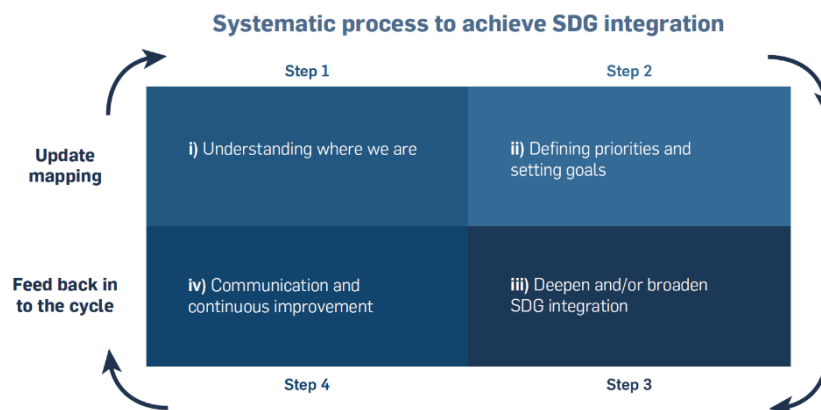 Systematic process to achieve SDG integration
Step 1
Step 2
Update
mapping
i) Understanding where we are
ii) Defining priorities and
setting goals
Feed back in
to the cycle
iv) Communication and
continuous improvement
iii) Deepen and/or broaden
SDG integration
Step 4
Step 3